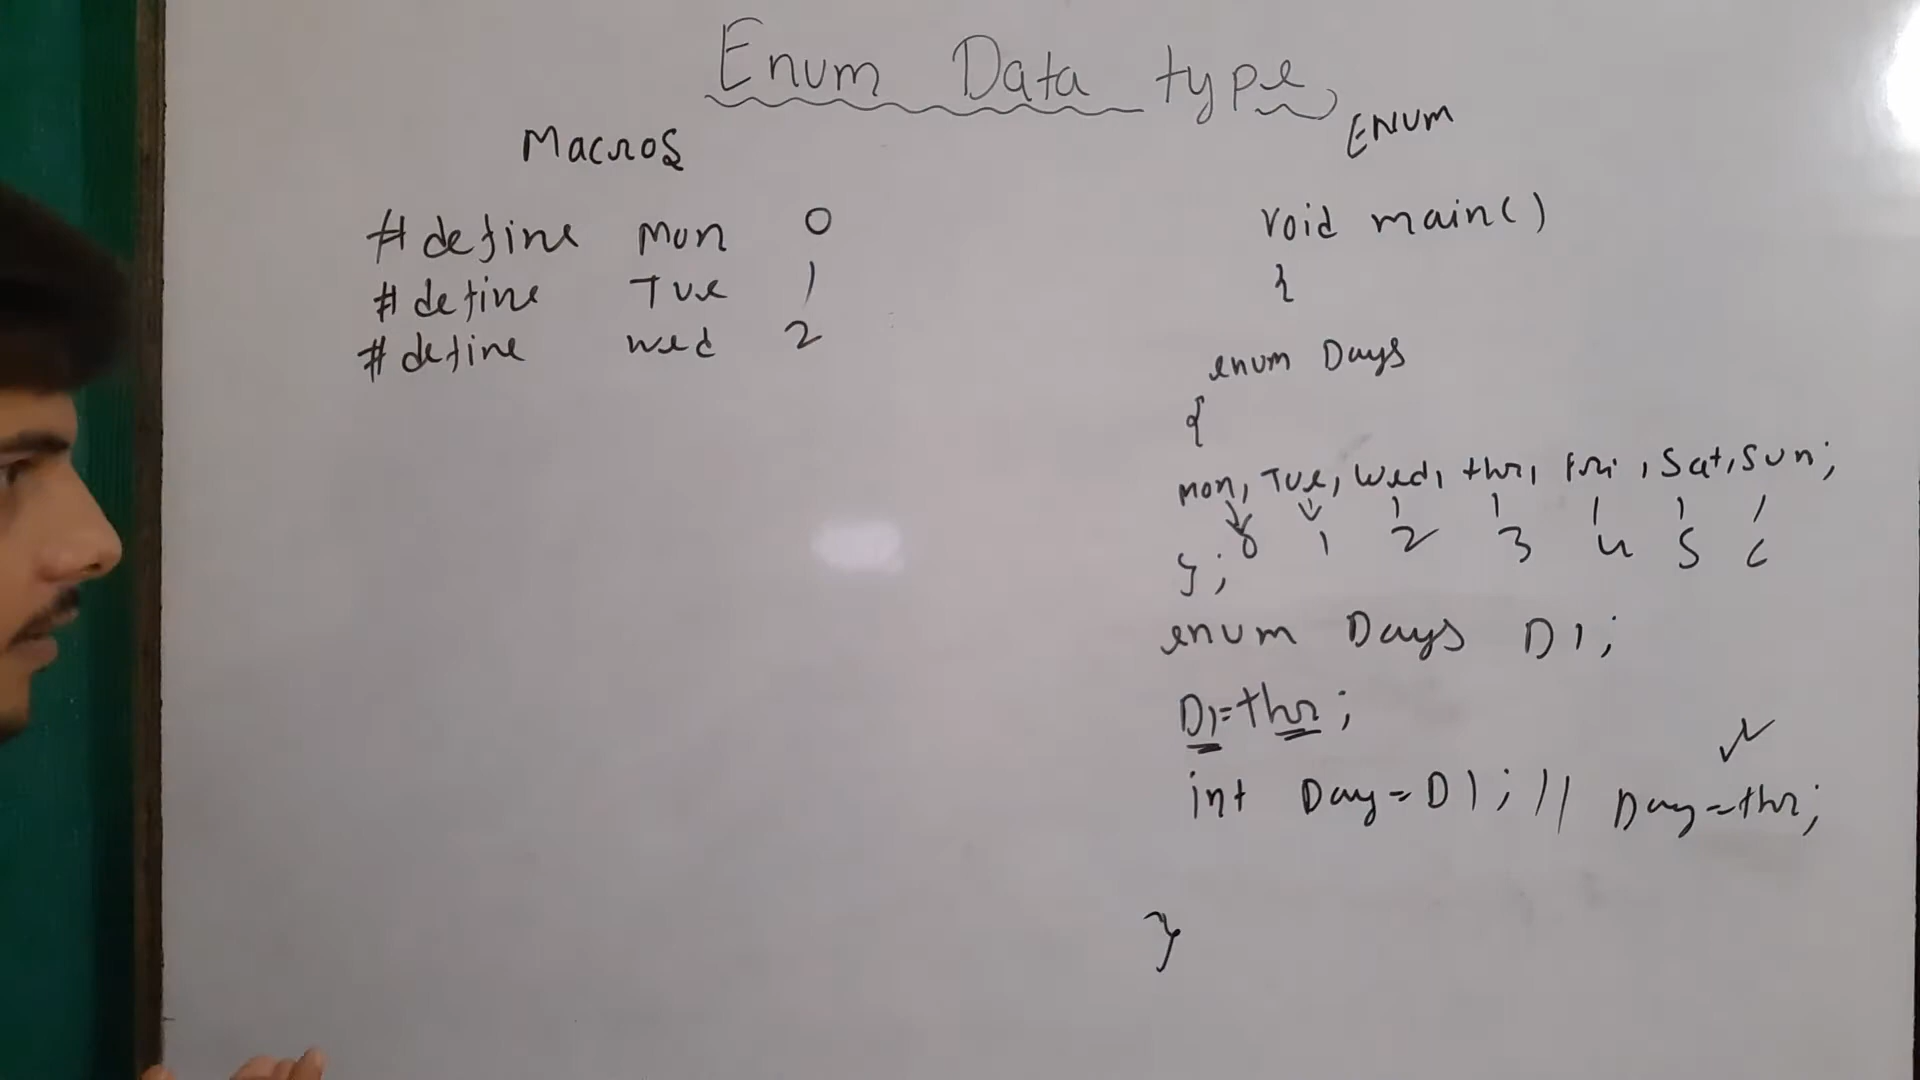 Enum Data type
Macros
#define Mon 0
#define Tue 1
#define wed 2
ENUM
void main()
{
enum Days
{
Mon, Tue, Wed, thr, Fri, Sat, Sun;
0 1 2 3 4 5 6
};
enum Days D1;
D1=thr;
int Day=D1; // Day=thr;
}